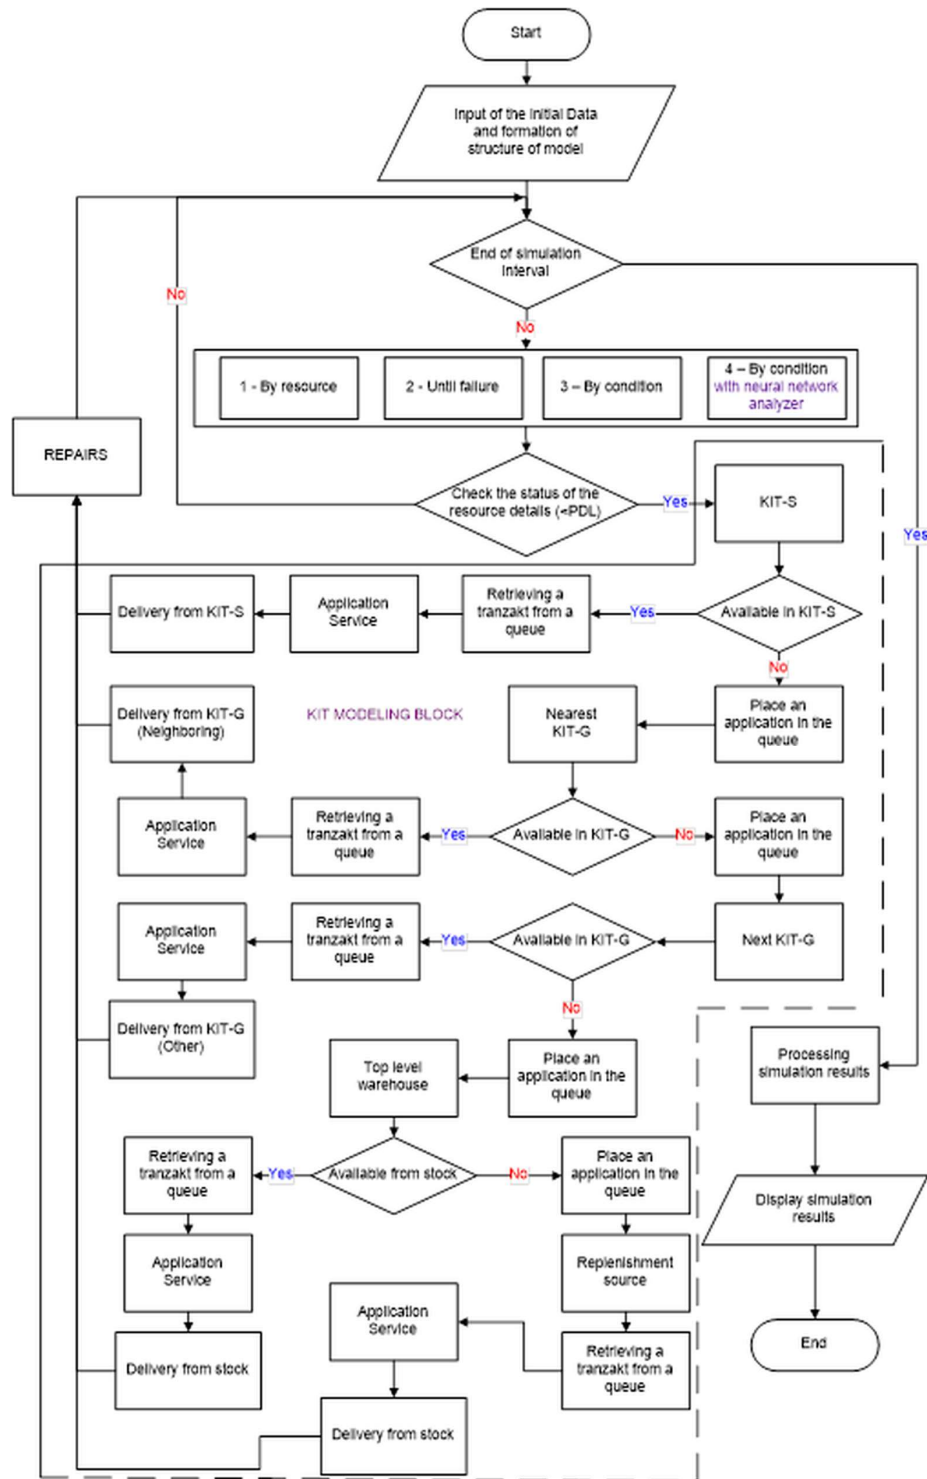 Start
Input of the Initial Data
and formation of
structure of model
End of simulation
Interval
No
No
1 - By resource
2 - Until failure
3 – By condition
4 – By condition
with neural network
analyzer
REPAIRS
Check the status of the
resource details (<PDL)
Yes
KIT-S
Yes
Delivery from KIT-S
Application
Service
Retrieving a
tranzakt from a
queue
Yes
Available in KIT-S
No
Delivery from KIT-G
(Neighboring)
KIT MODELING BLOCK
Nearest
KIT-G
Place an
application in the
queue
Application
Service
Retrieving a
tranzakt from a
queue
Yes
Available in KIT-G
No
Place an
application in the
queue
Application
Service
Retrieving a
tranzakt from a
queue
Yes
Available in KIT-G
Next KIT-G
No
Delivery from KIT-G
(Other)
Top level
warehouse
Place an
application in the
queue
Processing
simulation results
Retrieving a
tranzakt from a
queue
Yes
Available from stock
No
Place an
application in the
queue
Display simulation
results
Application
Service
Replenishment
source
Application
Service
End
Delivery from stock
Retrieving a
tranzakt from a
queue
Delivery from stock